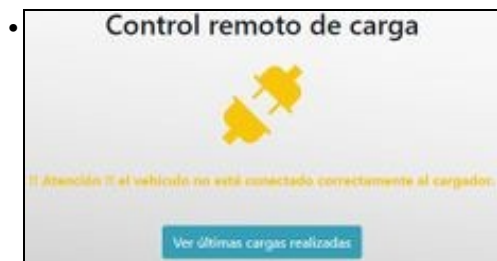 Control remoto de carga
!! Atención !! el vehículo no está conectado correctamente al cargador.
Ver últimas cargas realizadas